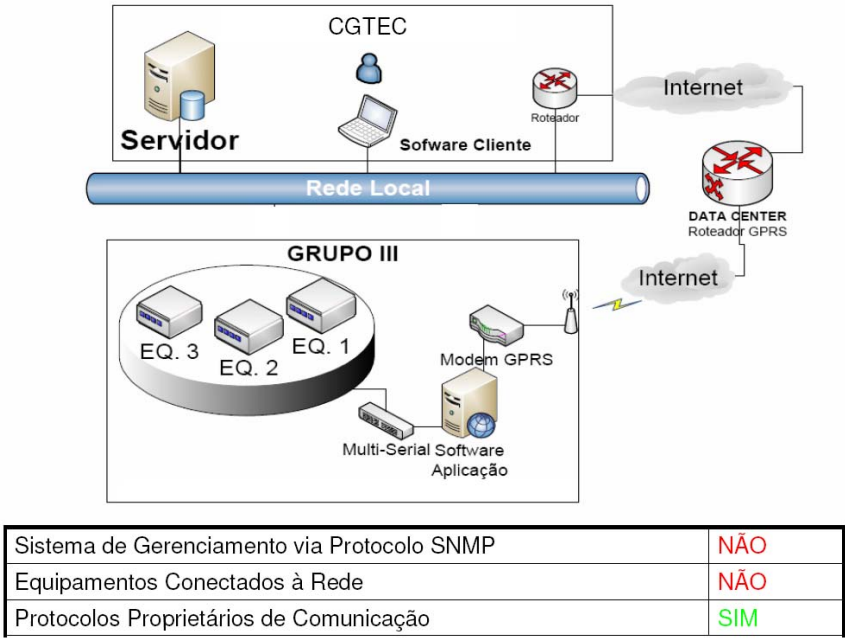 CGTEC
Servidor
Sofware Cliente
Roteador
Internet
Rede Local
DATA CENTER
Roteador GPRS
Internet
GRUPO III
EQ. 3
EQ. 2
EQ. 1
Modem GPRS
Multi-Serial
Software
Aplicação
Sistema de Gerenciamento via Protocolo SNMP NÃO
Equipamentos Conectados à Rede NÃO
Protocolos Proprietários de Comunicação SIM